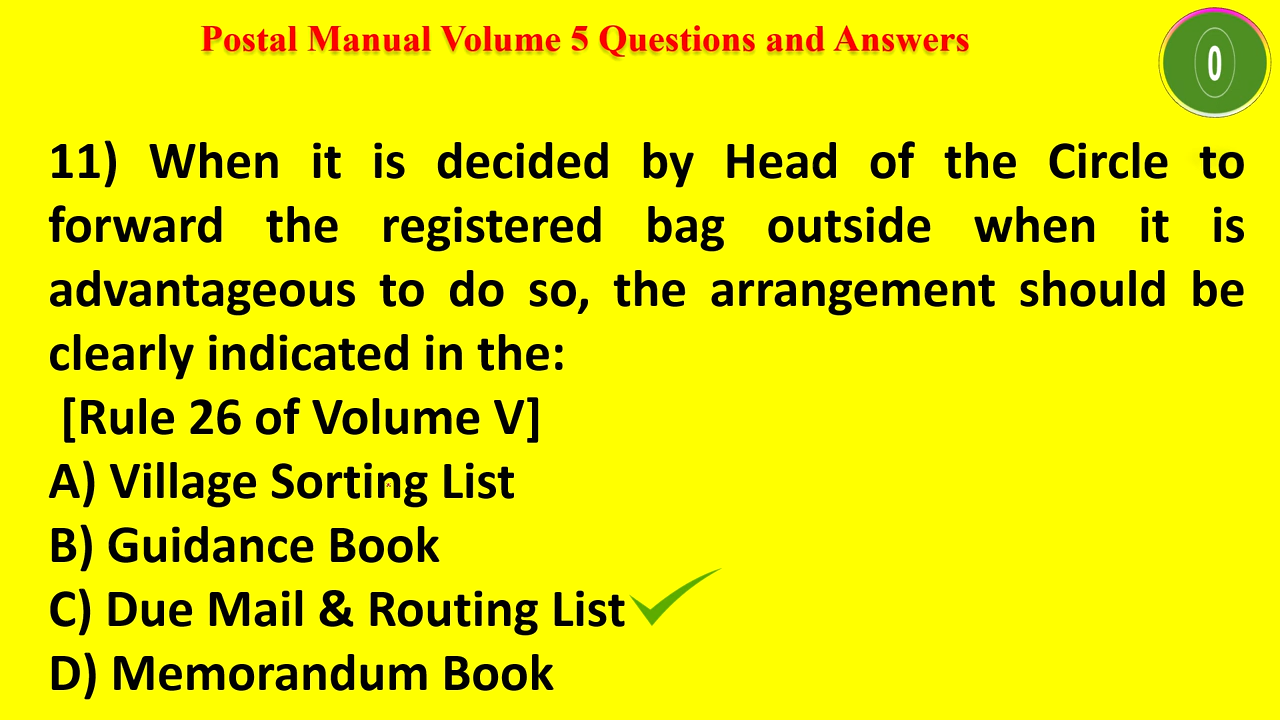 Postal Manual Volume 5 Questions and Answers
0
11) When it is decided by Head of the Circle to
forward the registered bag outside when it is
advantageous to do so, the arrangement should be
clearly indicated in the:
[Rule 26 of Volume V]
A) Village Sorting List
B) Guidance Book
C) Due Mail & Routing List
D) Memorandum Book